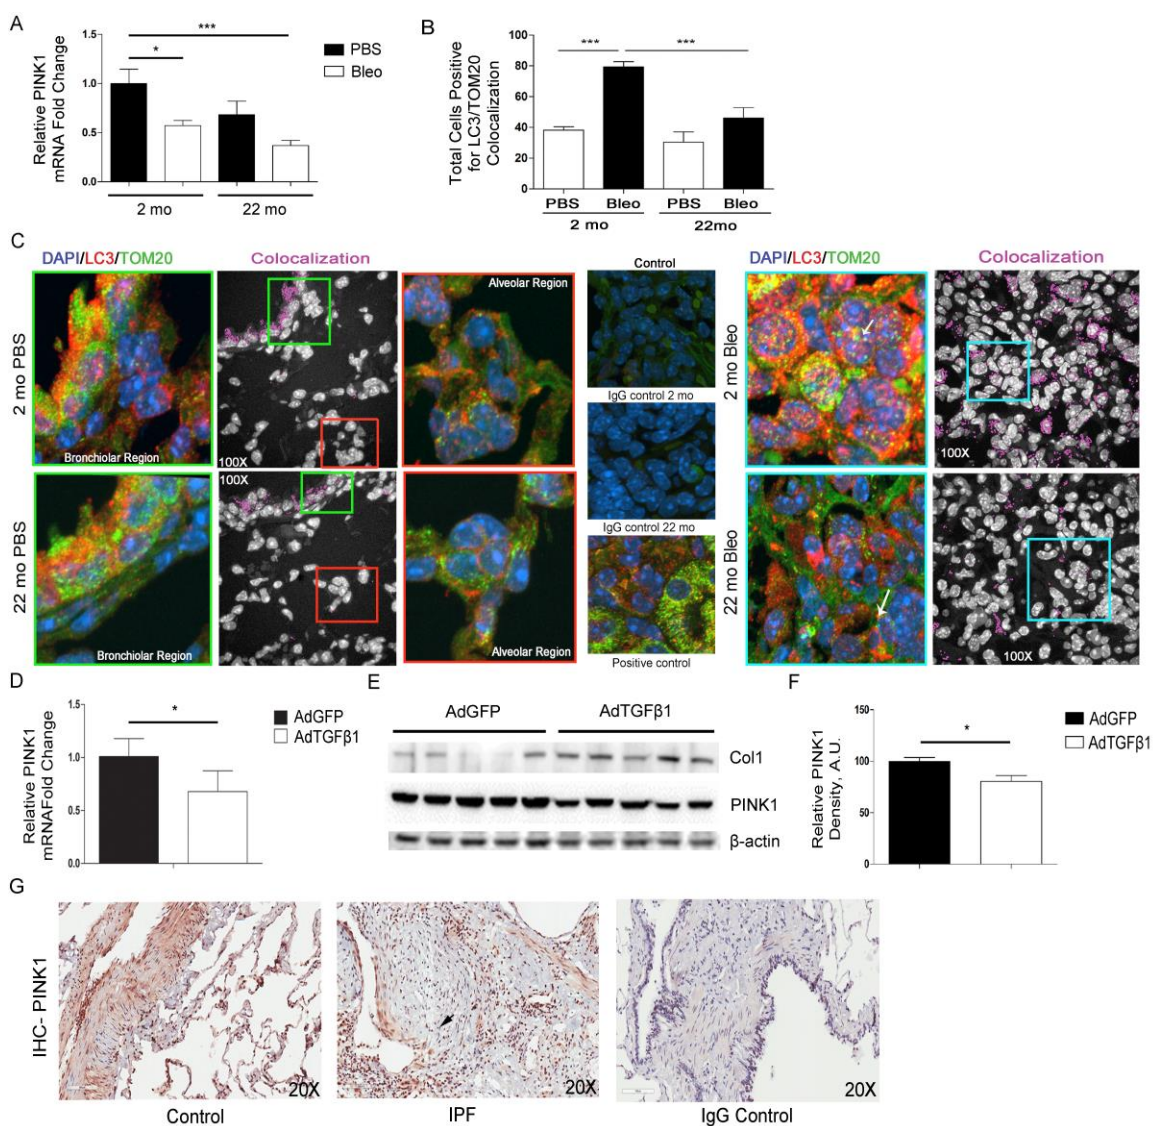 A
Relative PINK1
mRNA Fold Change
1.5
1.0
0.5
0.0
***
*
PBS
Bleo
2 mo
22 mo
B
Total Cells Positive
for LC3/TOM20
Colocalization
100
80
60
40
20
0
***
***
PBS
Bleo
PBS
Bleo
2 mo
22mo
C
DAPI/LC3/TOM20
Colocalization
2 mo PBS
Bronchiolar Region
100X
Alveolar Region
22 mo PBS
Bronchiolar Region
100X
Alveolar Region
Control
IgG control 2 mo
IgG control 22 mo
Positive control
DAPI/LC3/TOM20
Colocalization
2 mo Bleo
100X
22 mo Bleo
100X
D
Relative PINK1
mRNAFold Change
1.5
1.0
0.5
0.0
*
AdGFP
AdTGFβ1
E
AdGFP
AdTGFβ1
Col1
PINK1
β-actin
F
Relative PINK1
Density, A.U.
150
100
50
0
*
AdGFP
AdTGFβ1
G
IHC- PINK1
20X
20X
20X
Control
IPF
IgG Control